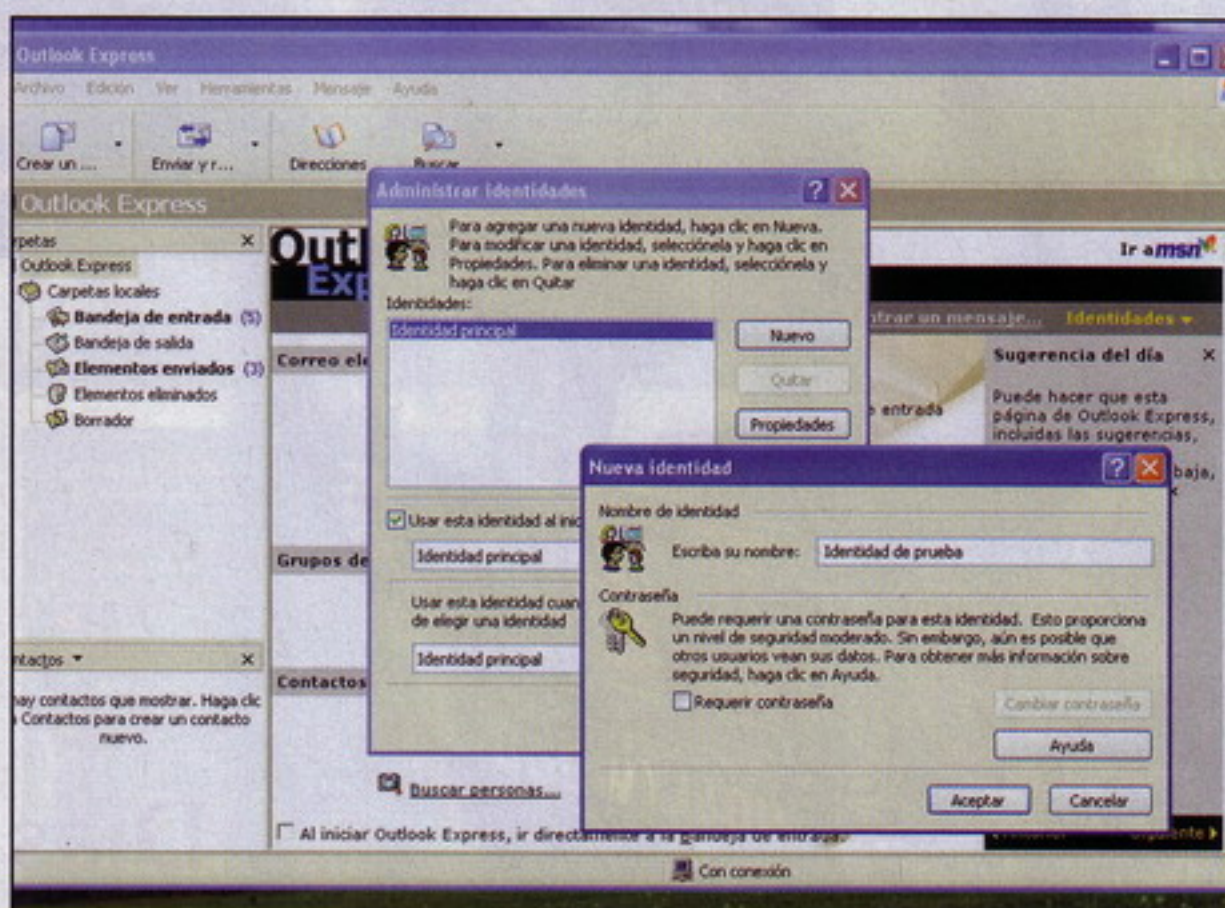 Outlook Express
Archivo Edición Ver Herramientas Mensaje Ayuda
Crear un ... Enviar y r... Direcciones Buscar
Outlook Express
rpetas
Outlook Express
Carpetas locales
Bandeja de entrada (5)
Bandeja de salida
Elementos enviados (3)
Elementos eliminados
Borrador
ntactos
hay contactos que mostrar. Haga clic
Contactos para crear un contacto
nuevo.
Outl
Exp
Ir a msn
trar un mensaje... Identidades
Correo ele
Grupos de
Contactos
entrada
Buscar personas...
Al iniciar Outlook Express, ir directamente a la Bandeja de entrada.
Sugerencia del día
Puede hacer que esta
página de Outlook Express,
incluidas las sugerencias,
baja,
Administrar identidades
Para agregar una nueva identidad, haga clic en Nueva.
Para modificar una identidad, selecciónela y haga clic en
Propiedades. Para eliminar una identidad, selecciónela y
haga clic en Quitar
Identidades:
Identidad principal
Nuevo
Quitar
Propiedades
Usar esta identidad al inic
Identidad principal
Usar esta identidad cuan
de elegir una identidad
Identidad principal
Nueva identidad
Nombre de identidad
Escriba su nombre: Identidad de prueba
Contraseña
Puede requerir una contraseña para esta identidad. Esto proporciona
un nivel de seguridad moderado. Sin embargo, aún es posible que
otros usuarios vean sus datos. Para obtener más información sobre
seguridad, haga clic en Ayuda.
Requerir contraseña
Cambiar contraseña
Ayuda
Aceptar Cancelar
Con conexión